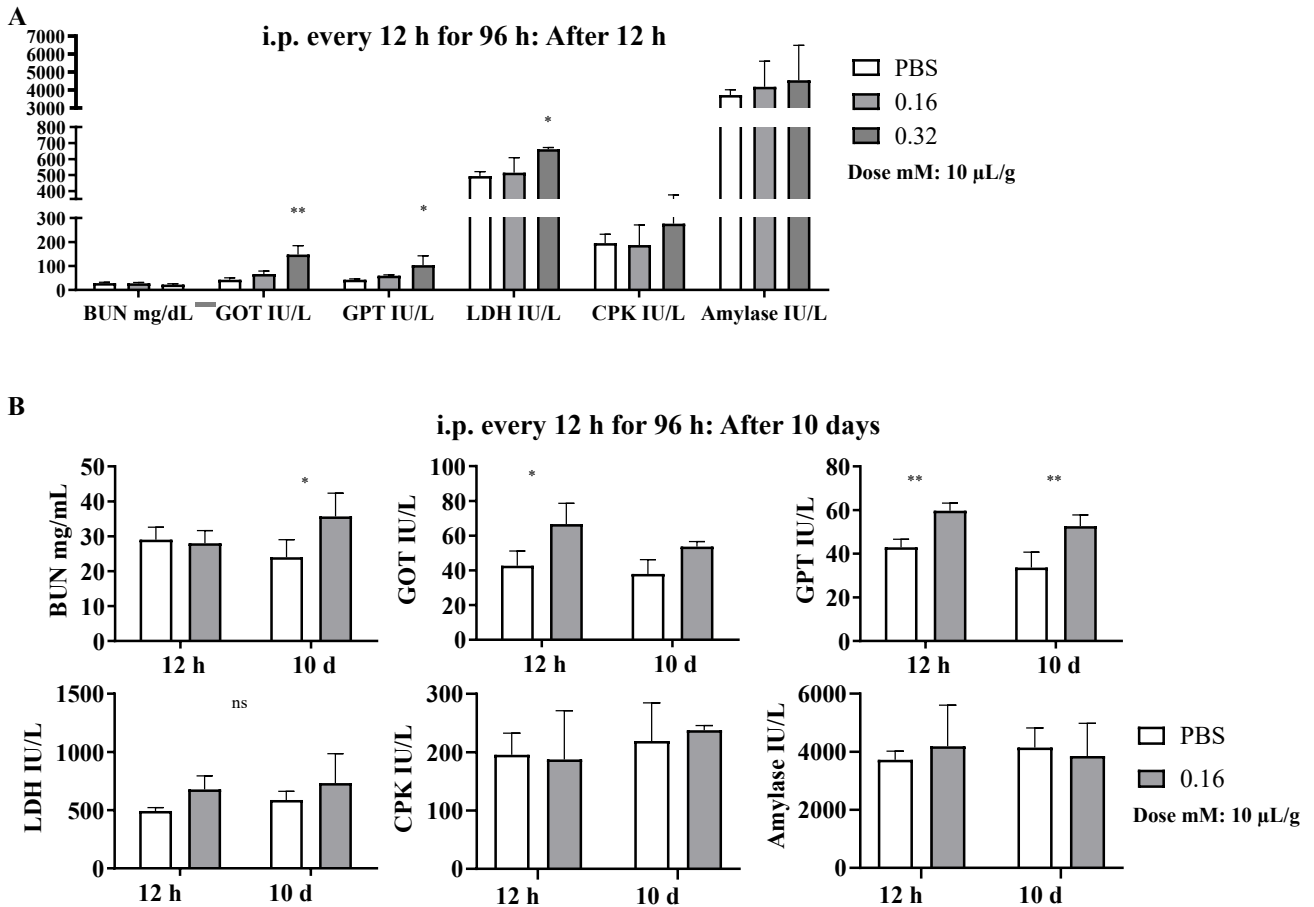 A
i.p. every 12 h for 96 h: After 12 h
7000
6000
5000
4000
3000
800
700
600
500
400
300
200
100
0
**
*
*
BUN mg/dL
GOT IU/L
GPT IU/L
LDH IU/L
CPK IU/L
Amylase IU/L
PBS
0.16
0.32
Dose mM: 10 µL/g
B
i.p. every 12 h for 96 h: After 10 days
BUN mg/mL
50
40
30
20
10
0
*
12 h
10 d
GOT IU/L
100
80
60
40
20
0
*
12 h
10 d
GPT IU/L
80
60
40
20
0
**
**
12 h
10 d
LDH IU/L
1500
1000
500
0
ns
12 h
10 d
CPK IU/L
300
200
100
0
12 h
10 d
Amylase IU/L
6000
4000
2000
0
12 h
10 d
PBS
0.16
Dose mM: 10 µL/g